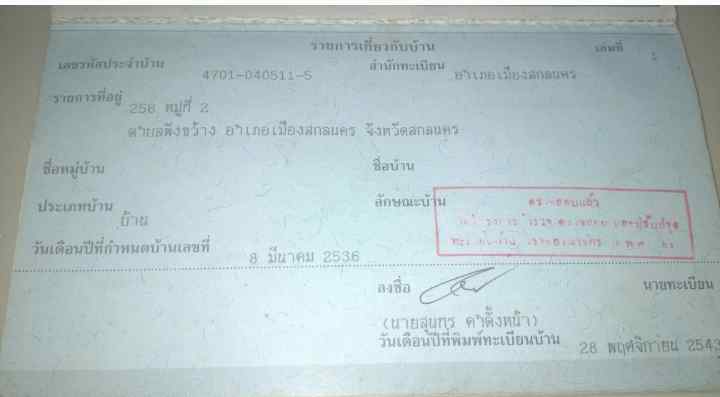 รายการเกี่ยวกับบ้าน เล่มที่
เลขรหัสประจำบ้าน 4701-040511-5 สำนักทะเบียน อำเภอเมืองสกลนคร
รายการที่อยู่ 258 หมู่ที่ 2
ตำบลพังขว้าง อำเภอเมืองสกลนคร จังหวัดสกลนคร
ชื่อหมู่บ้าน ชื่อบ้าน
ประเภทบ้าน บ้าน ลักษณะบ้าน
วันเดือนปีที่กำหนดบ้านเลขที่ 8 มีนาคม 2536
ลงชื่อ นายทะเบียน
(นายสุนทร คำตั้งหน้า)
วันเดือนปีที่พิมพ์ทะเบียนบ้าน 28 พฤศจิกายน 2543